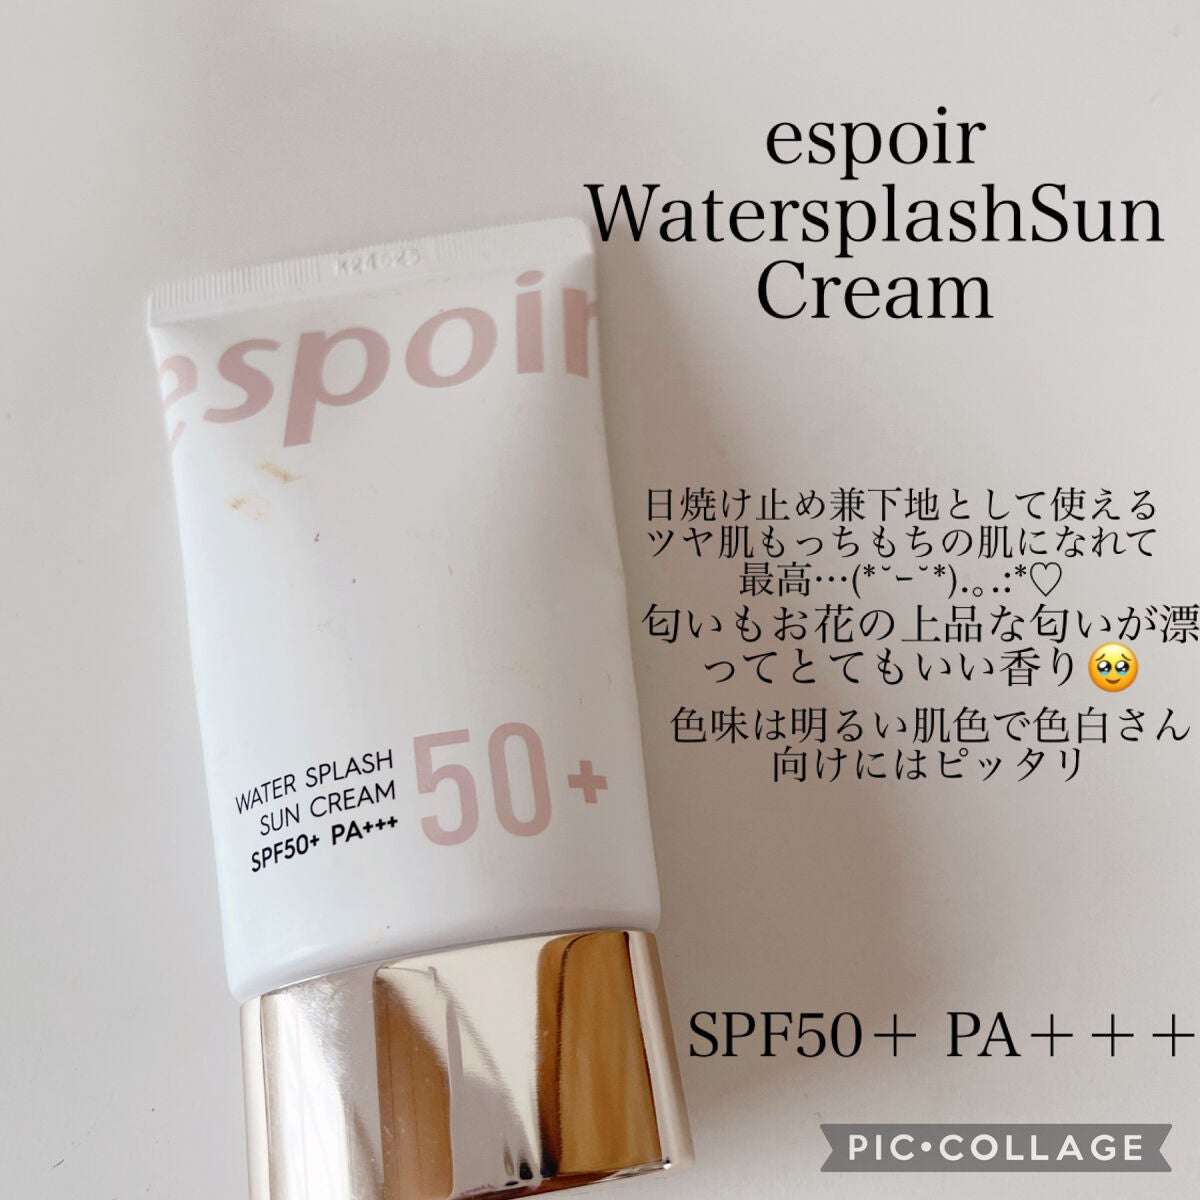 espoir
WatersplashSun
Cream
espoir
日焼け止め兼下地として使える
ツヤ肌もっちもちの肌になれて
最高…(*˘︶˘*).。.:*♡
匂いもお花の上品な匂いが漂
ってとてもいい香り🥹
色味は明るい肌色で色白さん
向けにはピッタリ
WATER SPLASH
SUN CREAM
SPF50+ PA+++
50+
SPF50＋ PA＋＋＋
PIC•COLLAGE